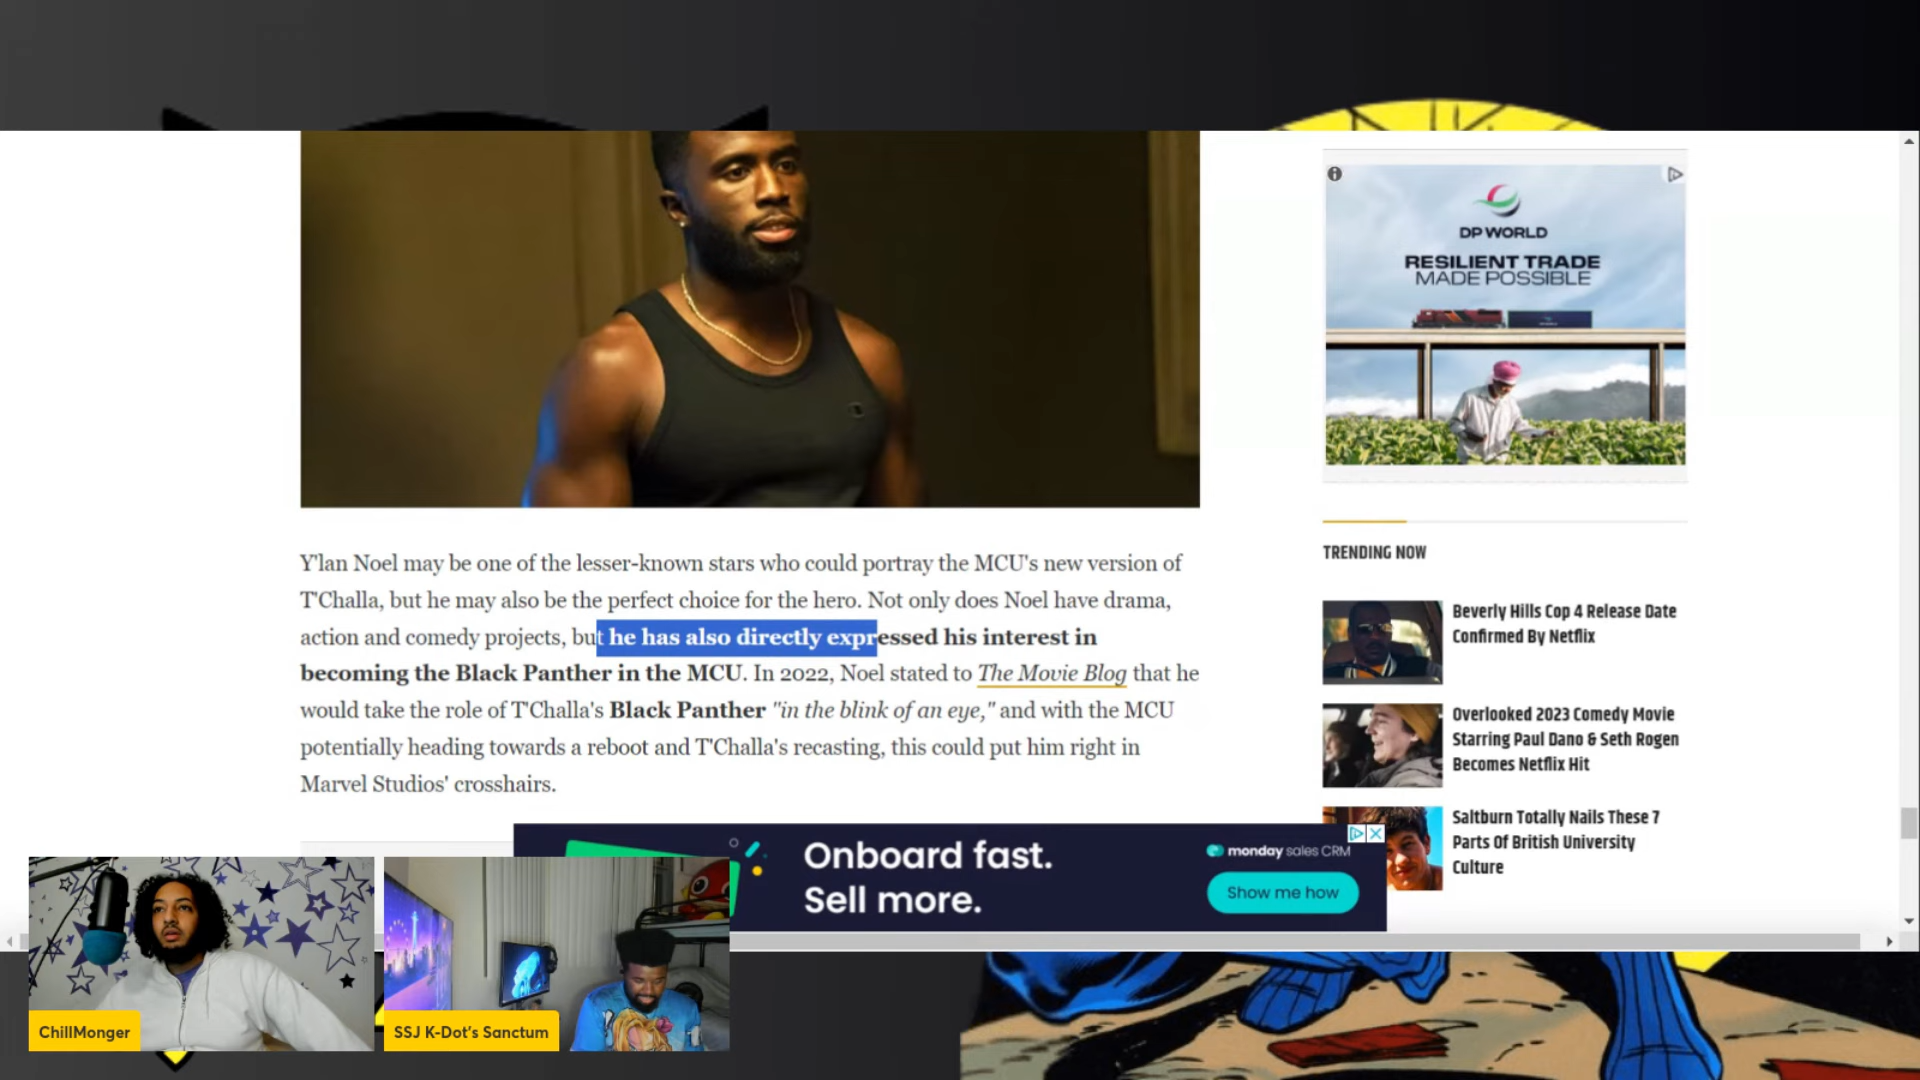 DP WORLD
RESILIENT TRADE
MADE POSSIBLE
Y'lan Noel may be one of the lesser-known stars who could portray the MCU's new version of
T'Challa, but he may also be the perfect choice for the hero. Not only does Noel have drama,
action and comedy projects, but he has also directly expressed his interest in
becoming the Black Panther in the MCU. In 2022, Noel stated to The Movie Blog that he
would take the role of T'Challa's Black Panther "in the blink of an eye," and with the MCU
potentially heading towards a reboot and T'Challa's recasting, this could put him right in
Marvel Studios' crosshairs.
TRENDING NOW
Beverly Hills Cop 4 Release Date
Confirmed By Netflix
Overlooked 2023 Comedy Movie
Starring Paul Dano & Seth Rogen
Becomes Netflix Hit
Saltburn Totally Nails These 7
Parts Of British University
Culture
Onboard fast.
Sell more.
monday sales CRM
Show me how
ChillMonger
SSJ K-Dot's Sanctum